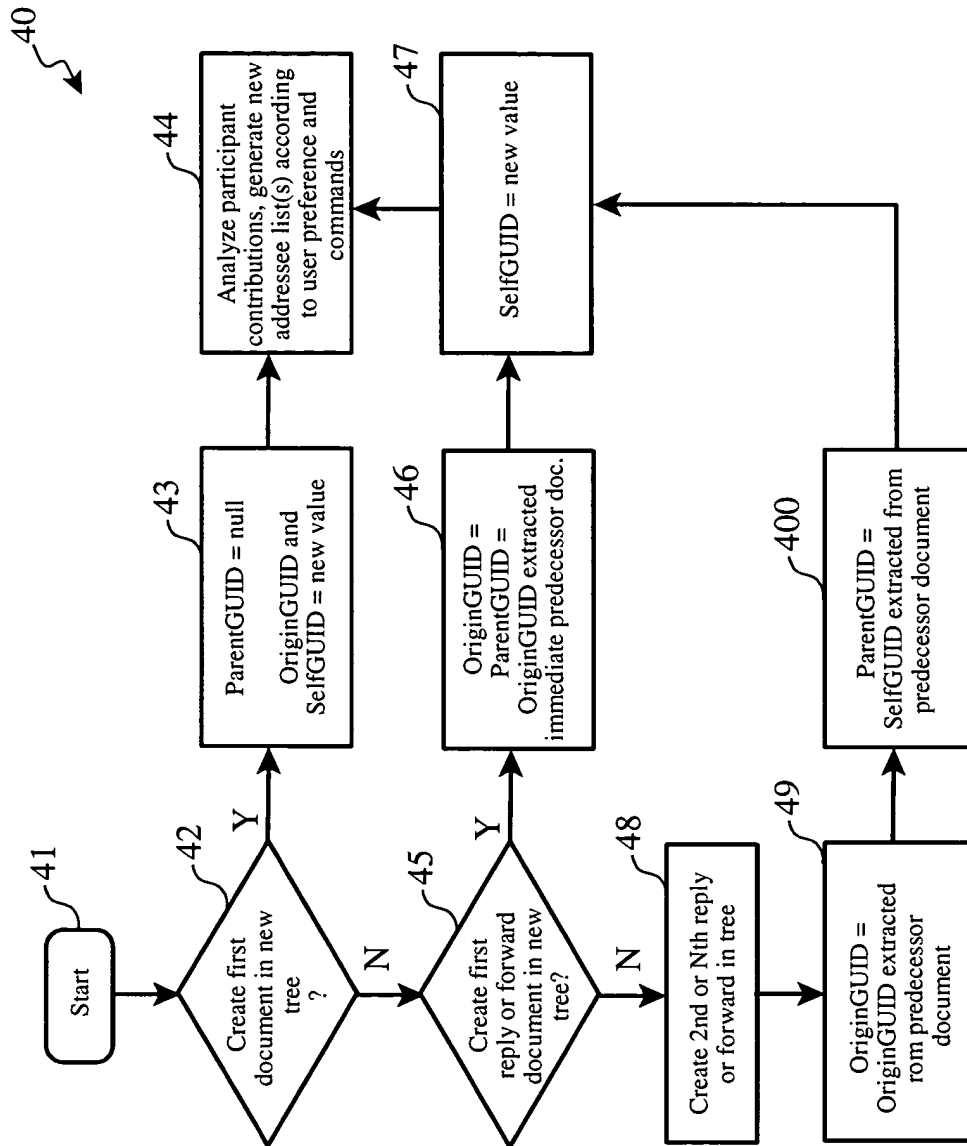 40
41
Start
42
Create first
document in new
tree
?
Y
N
43
ParentGUID = null
OriginGUID and
SelfGUID = new value
44
Analyze participant
contributions, generate new
addressee list(s) according
to user preference and
commands
45
Create first
reply or forward
document in new
tree?
Y
N
46
OriginGUID =
ParentGUID =
OriginGUID extracted
immediate predecessor doc.
47
SelfGUID = new value
48
Create 2nd or Nth reply
or forward in tree
49
OriginGUID =
OriginGUID extracted
rom predecessor
document
400
ParentGUID =
SelfGUID extracted from
predecessor document